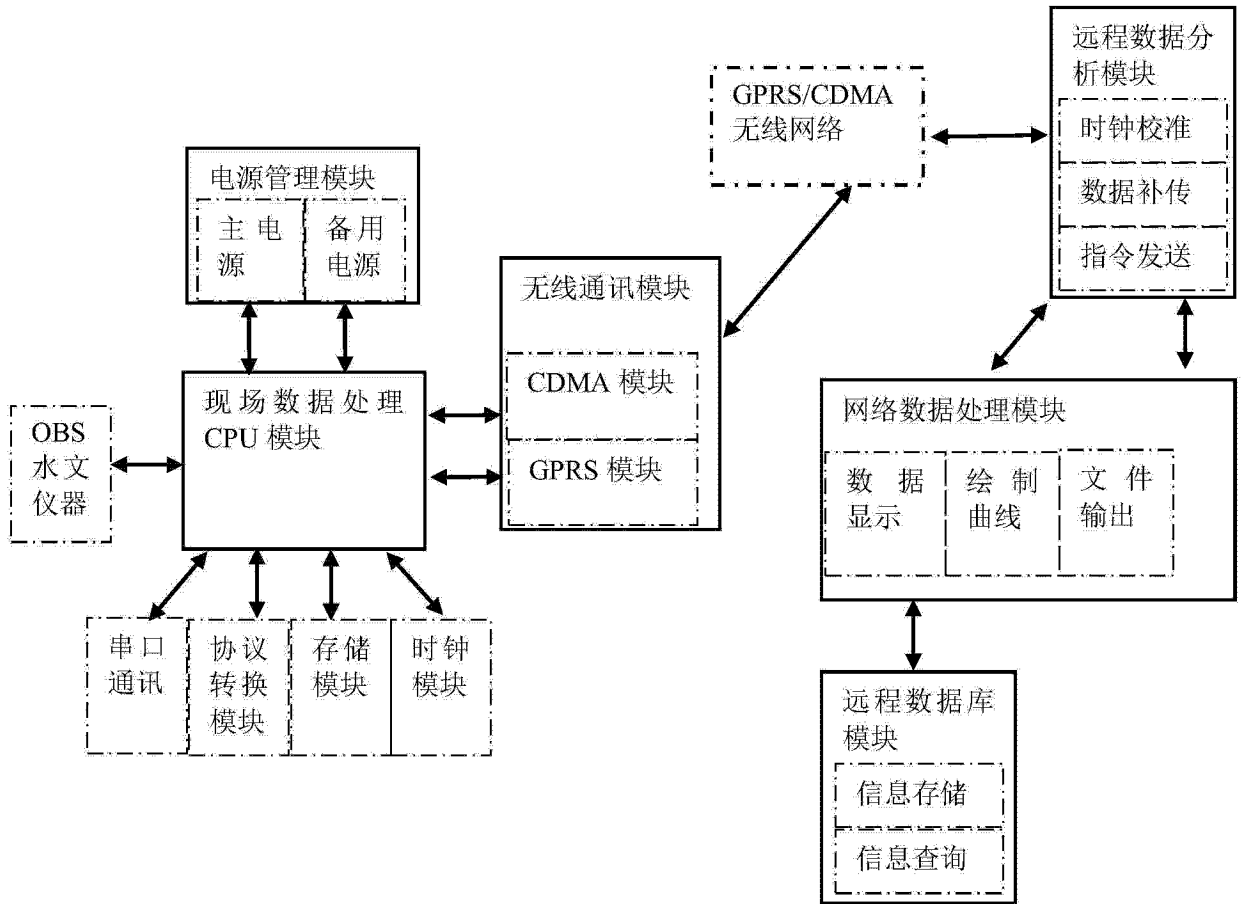 远程数据分
析模块
时钟校准
数据补传
指令发送
GPRS/CDMA
无线网络
电源管理模块
主电
源
备用
电源
无线通讯模块
CDMA 模块
GPRS 模块
现场数据处理
CPU 模块
OBS
水文
仪器
串口
通讯
协议
转换
模块
存储
模块
时钟
模块
网络数据处理模块
数据
显示
绘制
曲线
文件
输出
远程数据库
模块
信息存储
信息查询